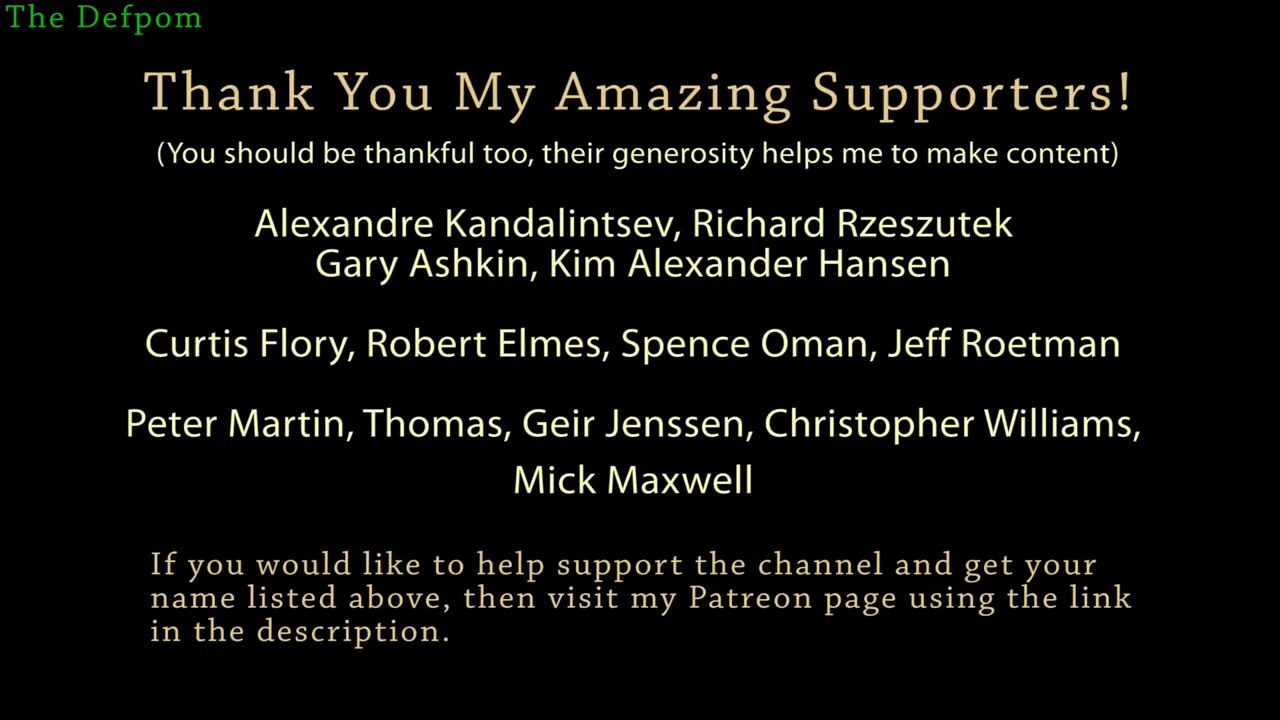 The Defpom
Thank You My Amazing Supporters!
(You should be thankful too, their generosity helps me to make content)
Alexandre Kandalintsev, Richard Rzeszutek
Gary Ashkin, Kim Alexander Hansen
Curtis Flory, Robert Elmes, Spence Oman, Jeff Roetman
Peter Martin, Thomas, Geir Jenssen, Christopher Williams,
Mick Maxwell
If you would like to help support the channel and get your
name listed above, then visit my Patreon page using the link
in the description.